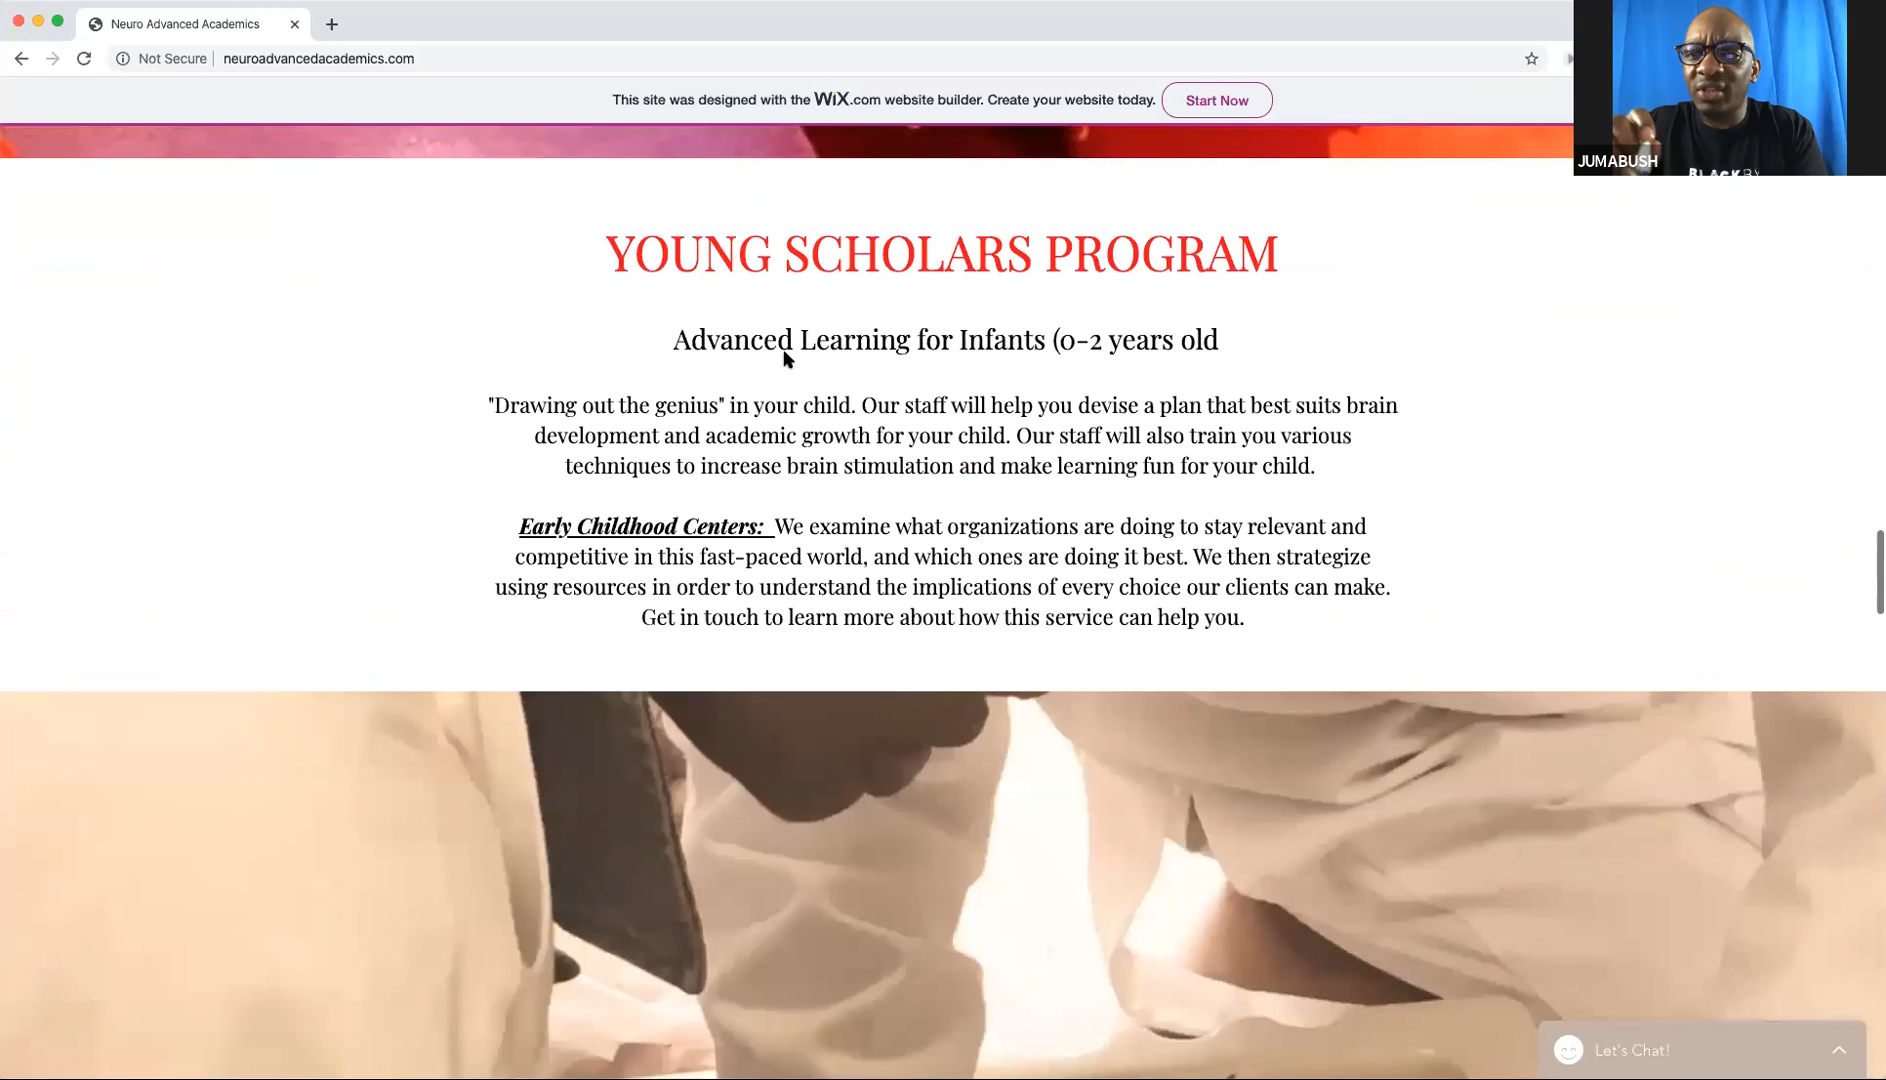 Neuro Advanced Academics
Not Secure
neuroadvancedacademics.com
This site was designed with the WiX.com website builder. Create your website today.
Start Now
JUMABUSH
YOUNG SCHOLARS PROGRAM
Advanced Learning for Infants (0-2 years old
"Drawing out the genius" in your child. Our staff will help you devise a plan that best suits brain
development and academic growth for your child. Our staff will also train you various
techniques to increase brain stimulation and make learning fun for your child.
Early Childhood Centers: We examine what organizations are doing to stay relevant and
competitive in this fast-paced world, and which ones are doing it best. We then strategize
using resources in order to understand the implications of every choice our clients can make.
Get in touch to learn more about how this service can help you.
Let's Chat!